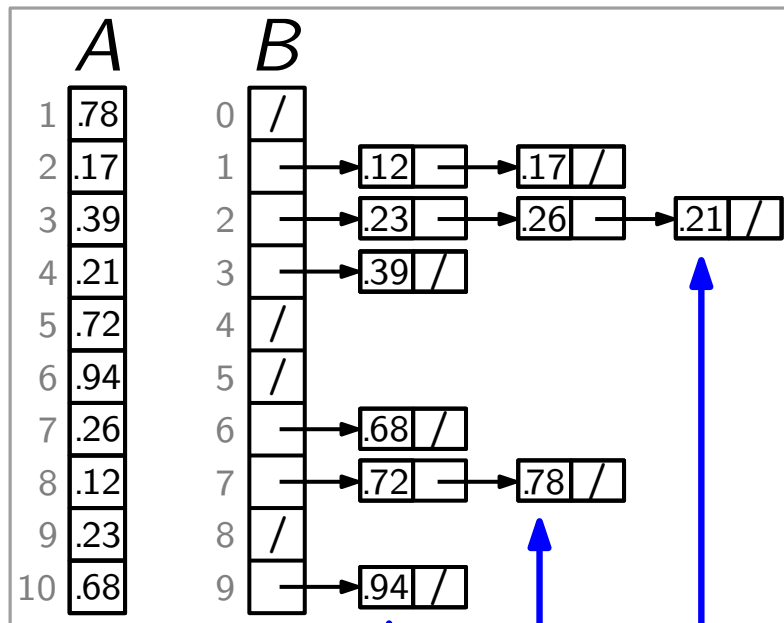 A B
1 .78 0 /
2 .17 1 .12 .17 /
3 .39 2 .23 .26 .21 /
4 .21 3 .39 /
5 .72 4 /
6 .94 5 /
7 .26 6 .68 /
8 .12 7 .72 .78 /
9 .23 8 /
10 .68 9 .94 /